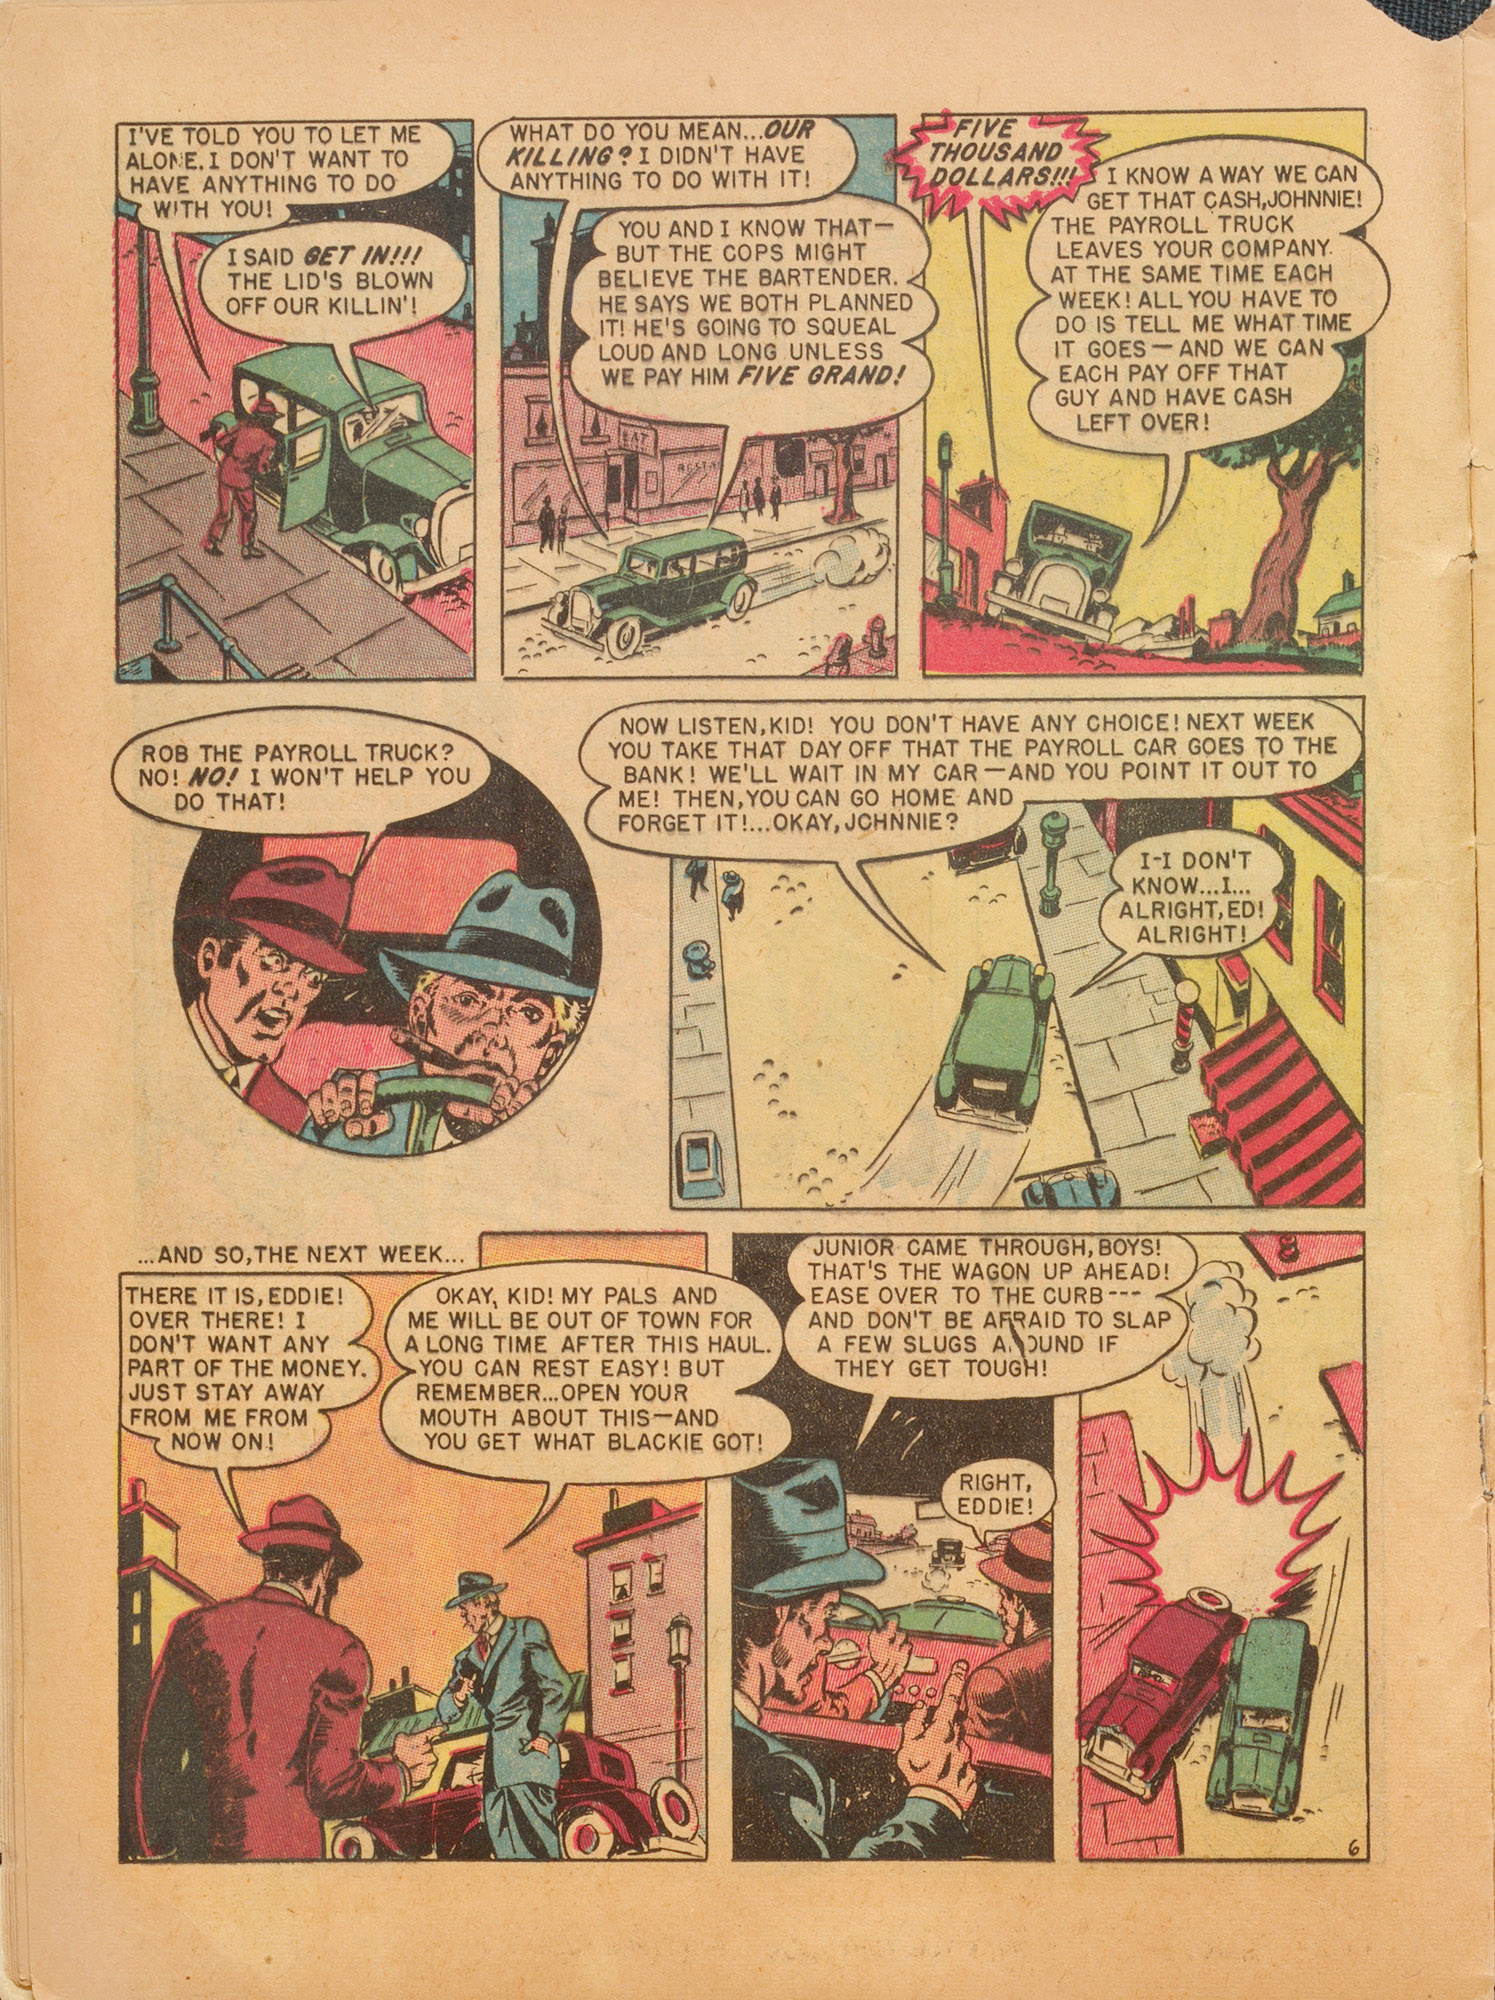 I'VE TOLD YOU TO LET ME
ALONE. I DON'T WANT TO
HAVE ANYTHING TO DO
WITH YOU!
I SAID GET IN!!!
THE LID'S BLOWN
OFF OUR KILLIN'!
WHAT DO YOU MEAN...OUR
KILLING? I DIDN'T HAVE
ANYTHING TO DO WITH IT!
YOU AND I KNOW THAT—
BUT THE COPS MIGHT
BELIEVE THE BARTENDER.
HE SAYS WE BOTH PLANNED
IT! HE'S GOING TO SQUEAL
LOUD AND LONG UNLESS
WE PAY HIM FIVE GRAND!
EAT
FIVE
THOUSAND
DOLLARS!!!
I KNOW A WAY WE CAN
GET THAT CASH, JOHNNIE!
THE PAYROLL TRUCK
LEAVES YOUR COMPANY
AT THE SAME TIME EACH
WEEK! ALL YOU HAVE TO
DO IS TELL ME WHAT TIME
IT GOES—AND WE CAN
EACH PAY OFF THAT
GUY AND HAVE CASH
LEFT OVER!
ROB THE PAYROLL TRUCK?
NO! NO! I WON'T HELP YOU
DO THAT!
NOW LISTEN, KID! YOU DON'T HAVE ANY CHOICE! NEXT WEEK
YOU TAKE THAT DAY OFF THAT THE PAYROLL CAR GOES TO THE
BANK! WE'LL WAIT IN MY CAR—AND YOU POINT IT OUT TO
ME! THEN, YOU CAN GO HOME AND
FORGET IT!...OKAY, JOHNNIE?
I-I DON'T
KNOW...I...
ALRIGHT, ED!
ALRIGHT!
...AND SO, THE NEXT WEEK...
THERE IT IS, EDDIE!
OVER THERE! I
DON'T WANT ANY
PART OF THE MONEY.
JUST STAY AWAY
FROM ME FROM
NOW ON!
OKAY, KID! MY PALS AND
ME WILL BE OUT OF TOWN FOR
A LONG TIME AFTER THIS HAUL.
YOU CAN REST EASY! BUT
REMEMBER...OPEN YOUR
MOUTH ABOUT THIS—AND
YOU GET WHAT BLACKIE GOT!
JUNIOR CAME THROUGH, BOYS!
THAT'S THE WAGON UP AHEAD!
EASE OVER TO THE CURB---
AND DON'T BE AFRAID TO SLAP
A FEW SLUGS AROUND IF
THEY GET TOUGH!
RIGHT,
EDDIE!
6